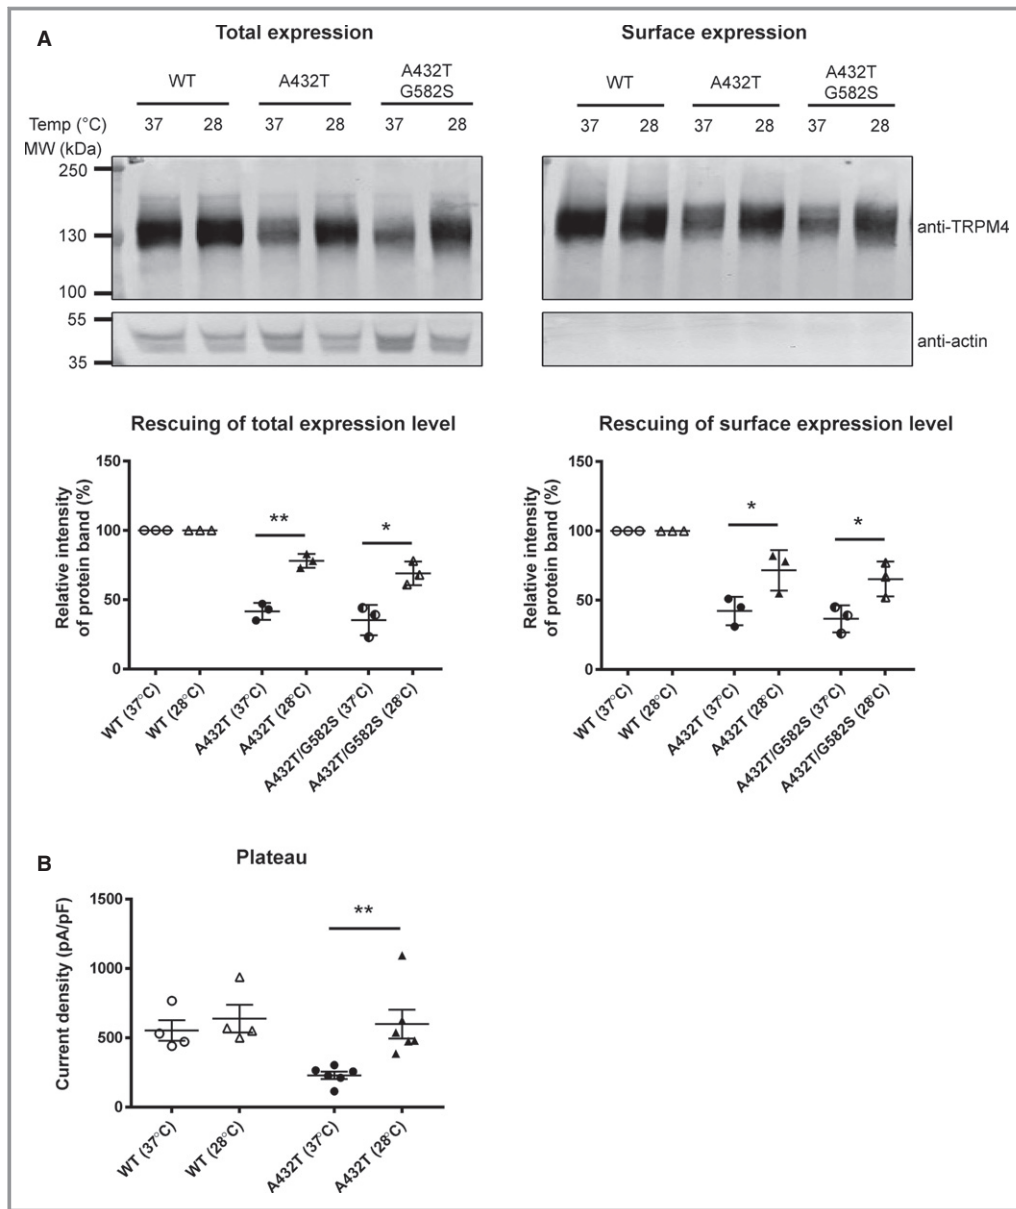 A
Total expression
Surface expression
WT
A432T
A432T
G582S
WT
A432T
A432T
G582S
Temp (°C)
37 28 37 28 37 28
37 28 37 28 37 28
MW (kDa)
250
130
100
anti-TRPM4
55
35
anti-actin
Rescuing of total expression level
Relative intensity
of protein band (%)
150
100
50
0
** *
WT (37°C)
WT (28°C)
A432T (37°C)
A432T (28°C)
A432T/G582S (37°C)
A432T/G582S (28°C)
Rescuing of surface expression level
Relative intensity
of protein band (%)
150
100
50
0
* *
WT (37°C)
WT (28°C)
A432T (37°C)
A432T (28°C)
A432T/G582S (37°C)
A432T/G582S (28°C)
B
Plateau
Current density (pA/pF)
1500
1000
500
0
**
WT (37°C)
WT (28°C)
A432T (37°C)
A432T (28°C)